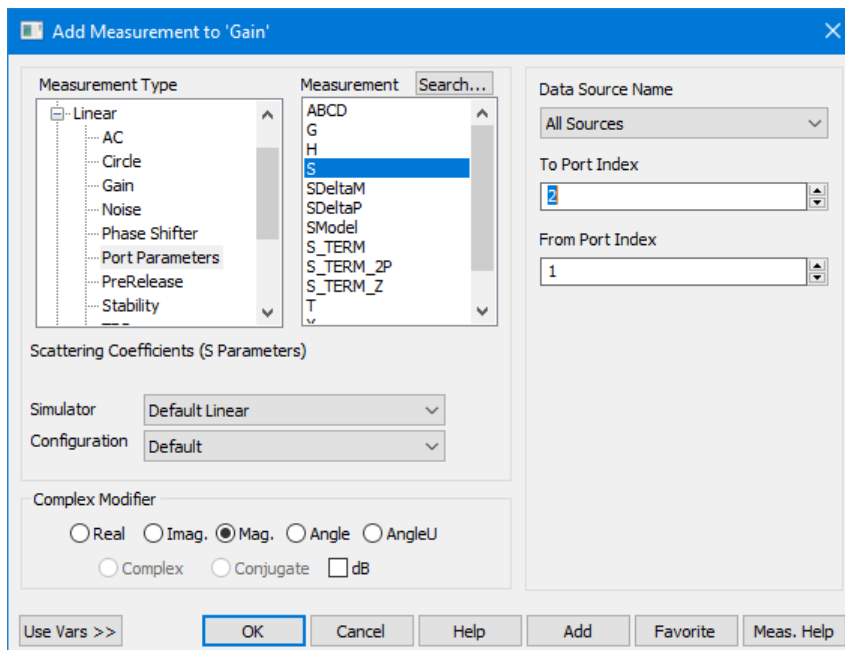 Add Measurement to 'Gain'
Measurement Type
Linear
AC
Circle
Gain
Noise
Phase Shifter
Port Parameters
PreRelease
Stability
Measurement Search...
ABCD
G
H
S
SDeltaM
SDeltaP
SModel
S_TERM
S_TERM_2P
S_TERM_Z
T
Data Source Name
All Sources
To Port Index
2
From Port Index
1
Scattering Coefficients (S Parameters)
Simulator Default Linear
Configuration Default
Complex Modifier
Real Imag. Mag. Angle AngleU
Complex Conjugate dB
Use Vars >> OK Cancel Help Add Favorite Meas. Help